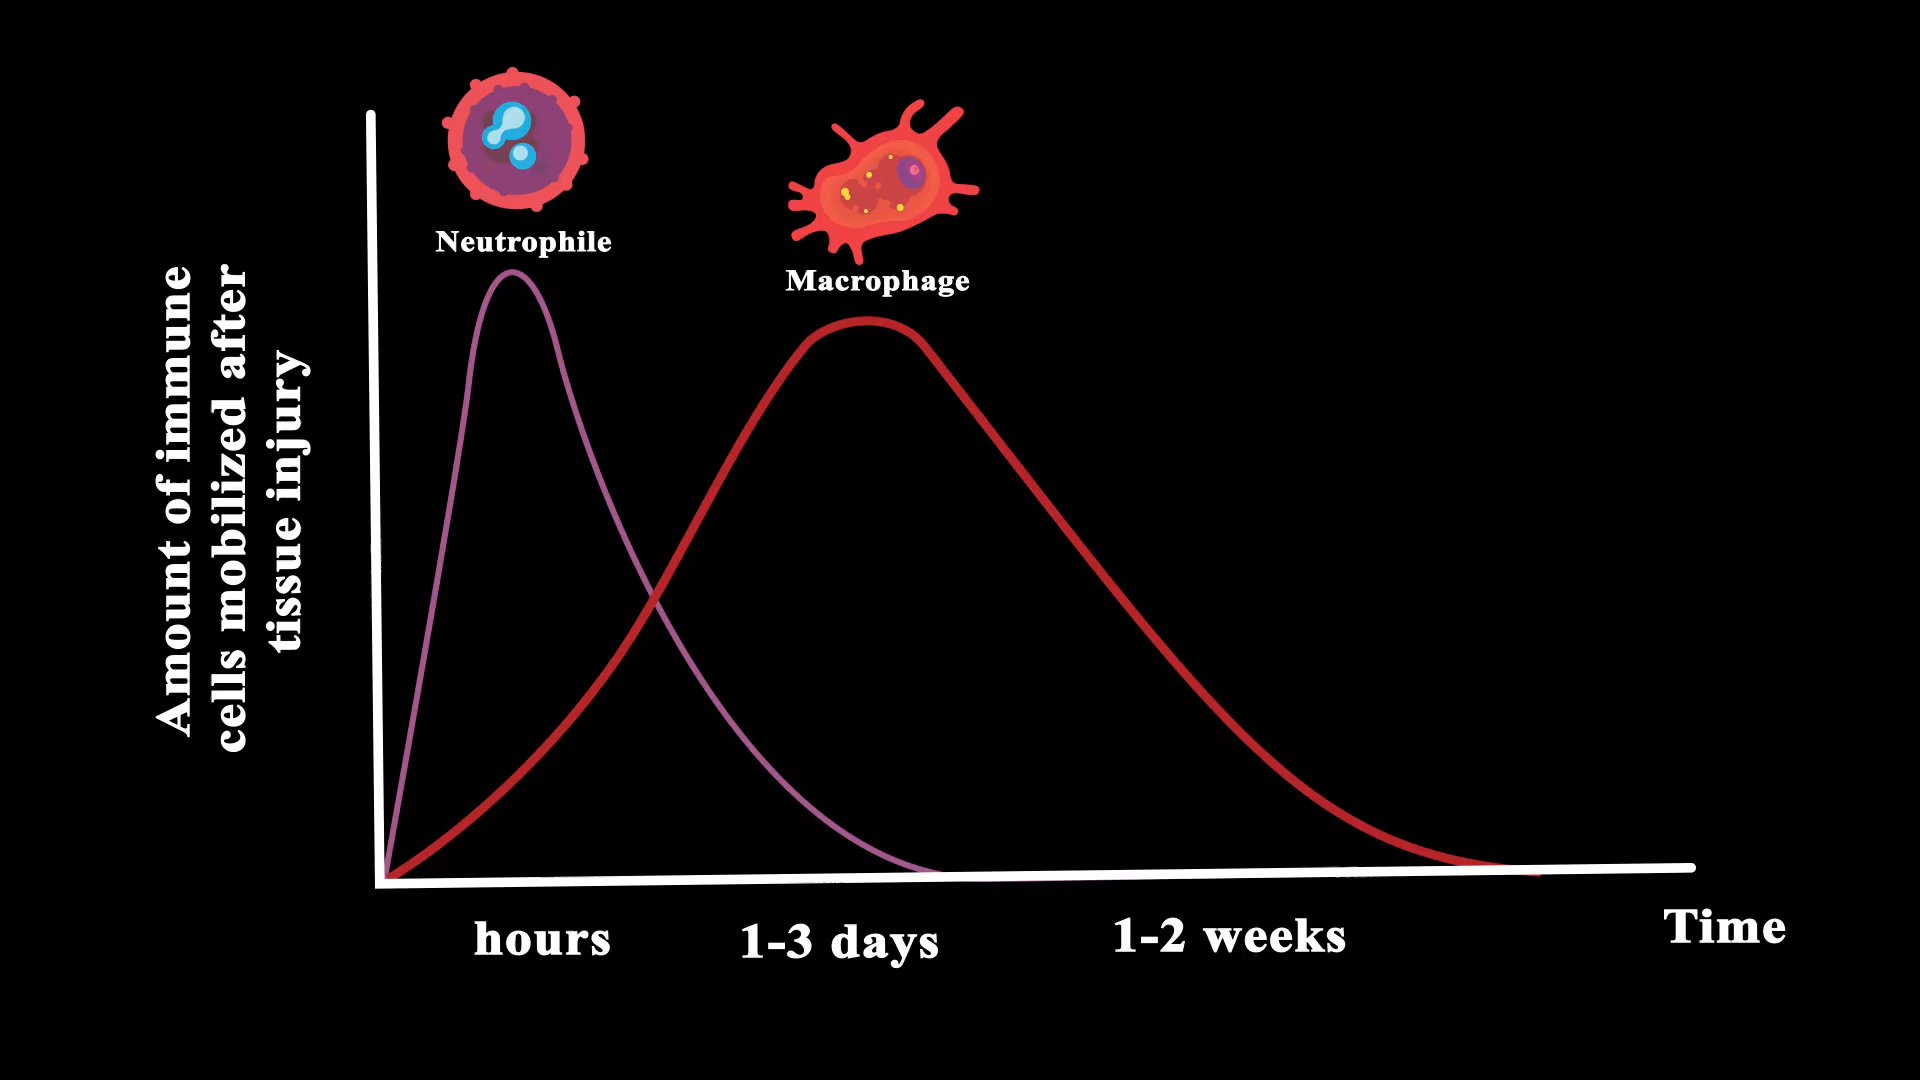 Neutrophile
Macrophage
Amount of immune
cells mobilized after
tissue injury
hours
1-3 days
1-2 weeks
Time